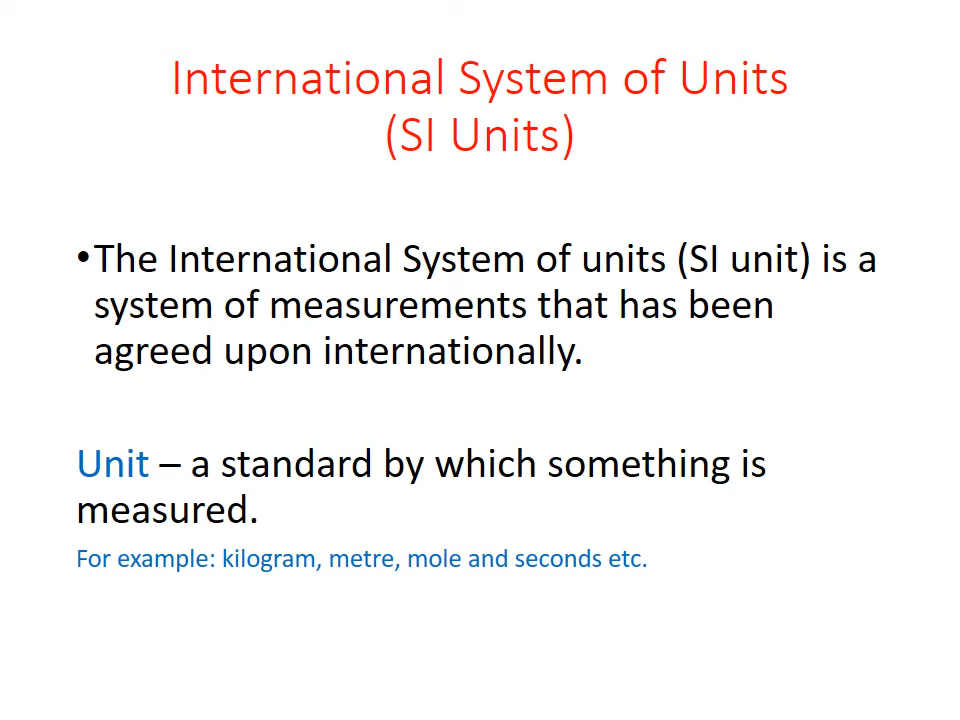 International System of Units
(SI Units)
•The International System of units (SI unit) is a
system of measurements that has been
agreed upon internationally.
Unit – a standard by which something is
measured.
For example: kilogram, metre, mole and seconds etc.